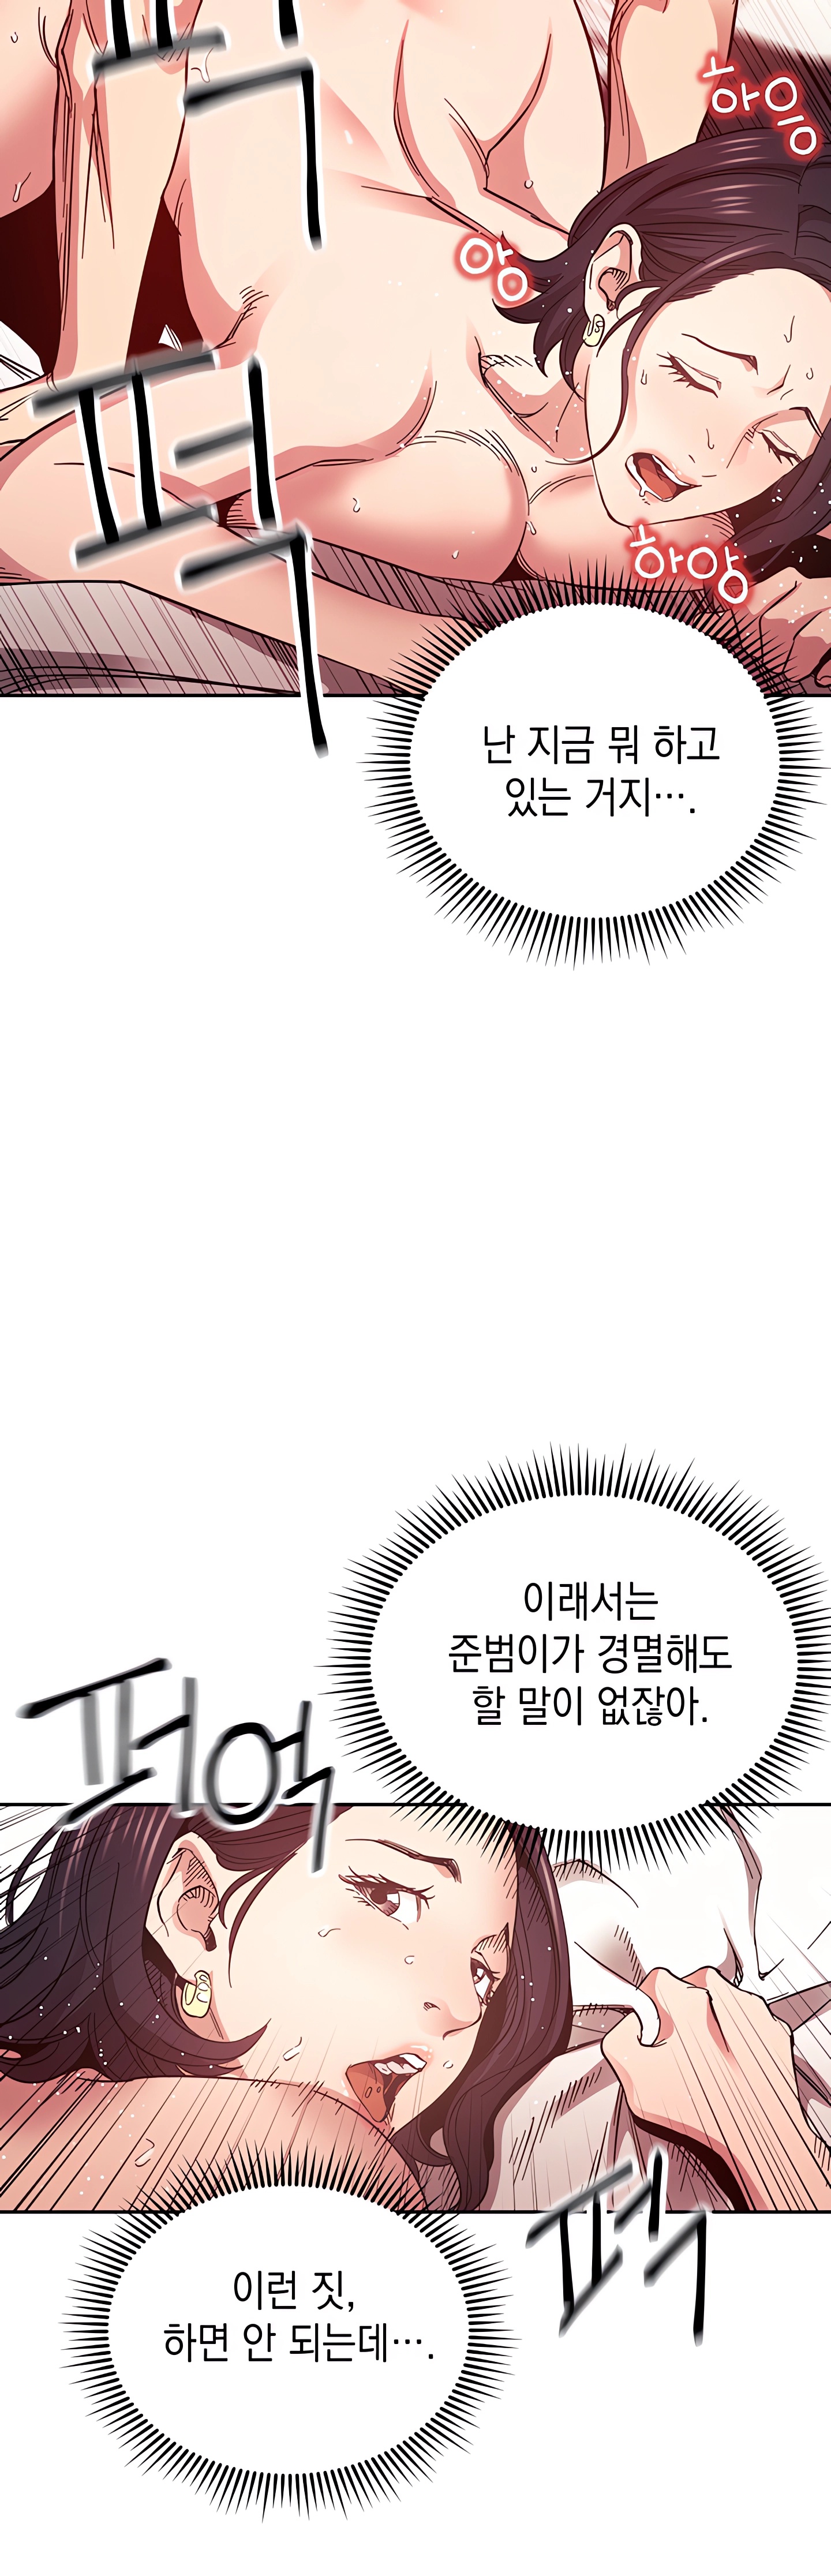 퍽
하잉
앙
퍽
하앙
난 지금 뭐 하고
있는 거지….
이래서는
준범이가 경멸해도
할 말이 없잖아.
퍼억
퍽
이런 짓,
하면 안 되는데….